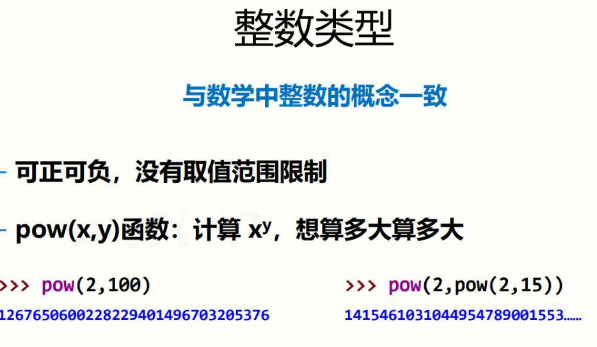 整数类型
与数学中整数的概念一致
- 可正可负，没有取值范围限制
- pow(x,y)函数：计算 xʸ，想算多大算多大
>>> pow(2,100)
1267650600228229401496703205376
>>> pow(2,pow(2,15))
1415461031044954789001553……